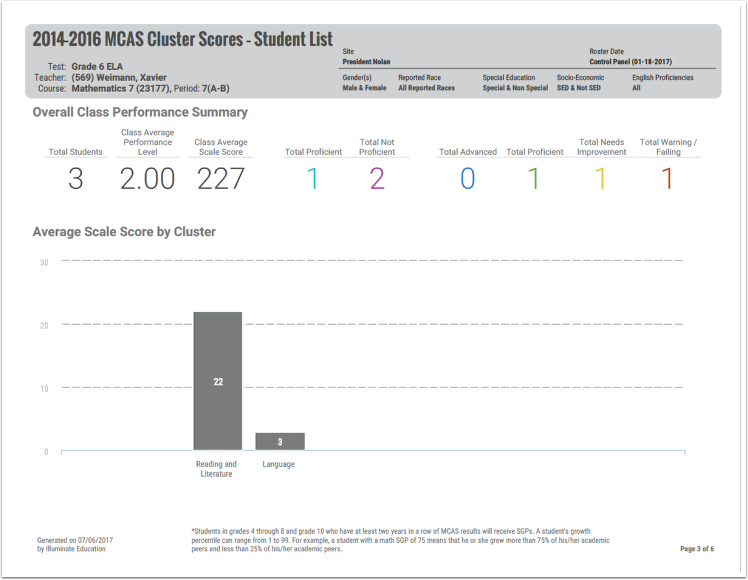 2014-2016 MCAS Cluster Scores - Student List
Site
President Nolan
Roster Date
Control Panel (01-18-2017)
Test: Grade 6 ELA
Teacher: (569) Weimann, Xavier
Course: Mathematics 7 (23177), Period: 7(A-B)
Gender(s)
Male & Female
Reported Race
All Reported Races
Special Education
Special & Non Special
Socio-Economic
SED & Not SED
English Proficiencies
All
Overall Class Performance Summary
Total Students
3
Class Average
Performance
Level
2.00
Class Average
Scale Score
227
Total Proficient
1
Total Not
Proficient
2
Total Advanced
0
Total Proficient
1
Total Needs
Improvement
1
Total Warning /
Failing
1
Average Scale Score by Cluster
30
20
10
0
22
3
Reading and
Literature
Language
Generated on 07/06/2017
by Illuminate Education
*Students in grades 4 through 8 and grade 10 who have at least two years in a row of MCAS results will receive SGPs. A student's growth
percentile can range from 1 to 99. For example, a student with a math SGP of 75 means that he or she grew more than 75% of his/her academic
peers and less than 25% of his/her academic peers.
Page 3 of 6